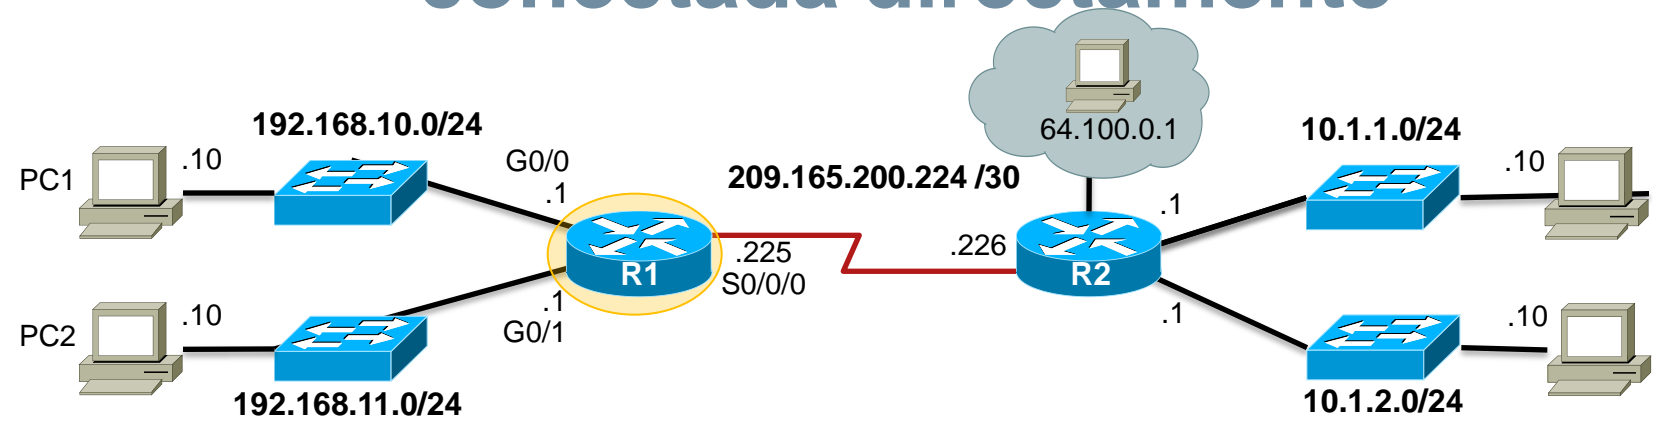 conectada directamente
192.168.10.0/24
64.100.0.1
10.1.1.0/24
PC1
.10
G0/0
.1
209.165.200.224 /30
.1
.10
.225
S0/0/0
.226
R1
R2
PC2
.10
.1
G0/1
.1
.10
192.168.11.0/24
10.1.2.0/24